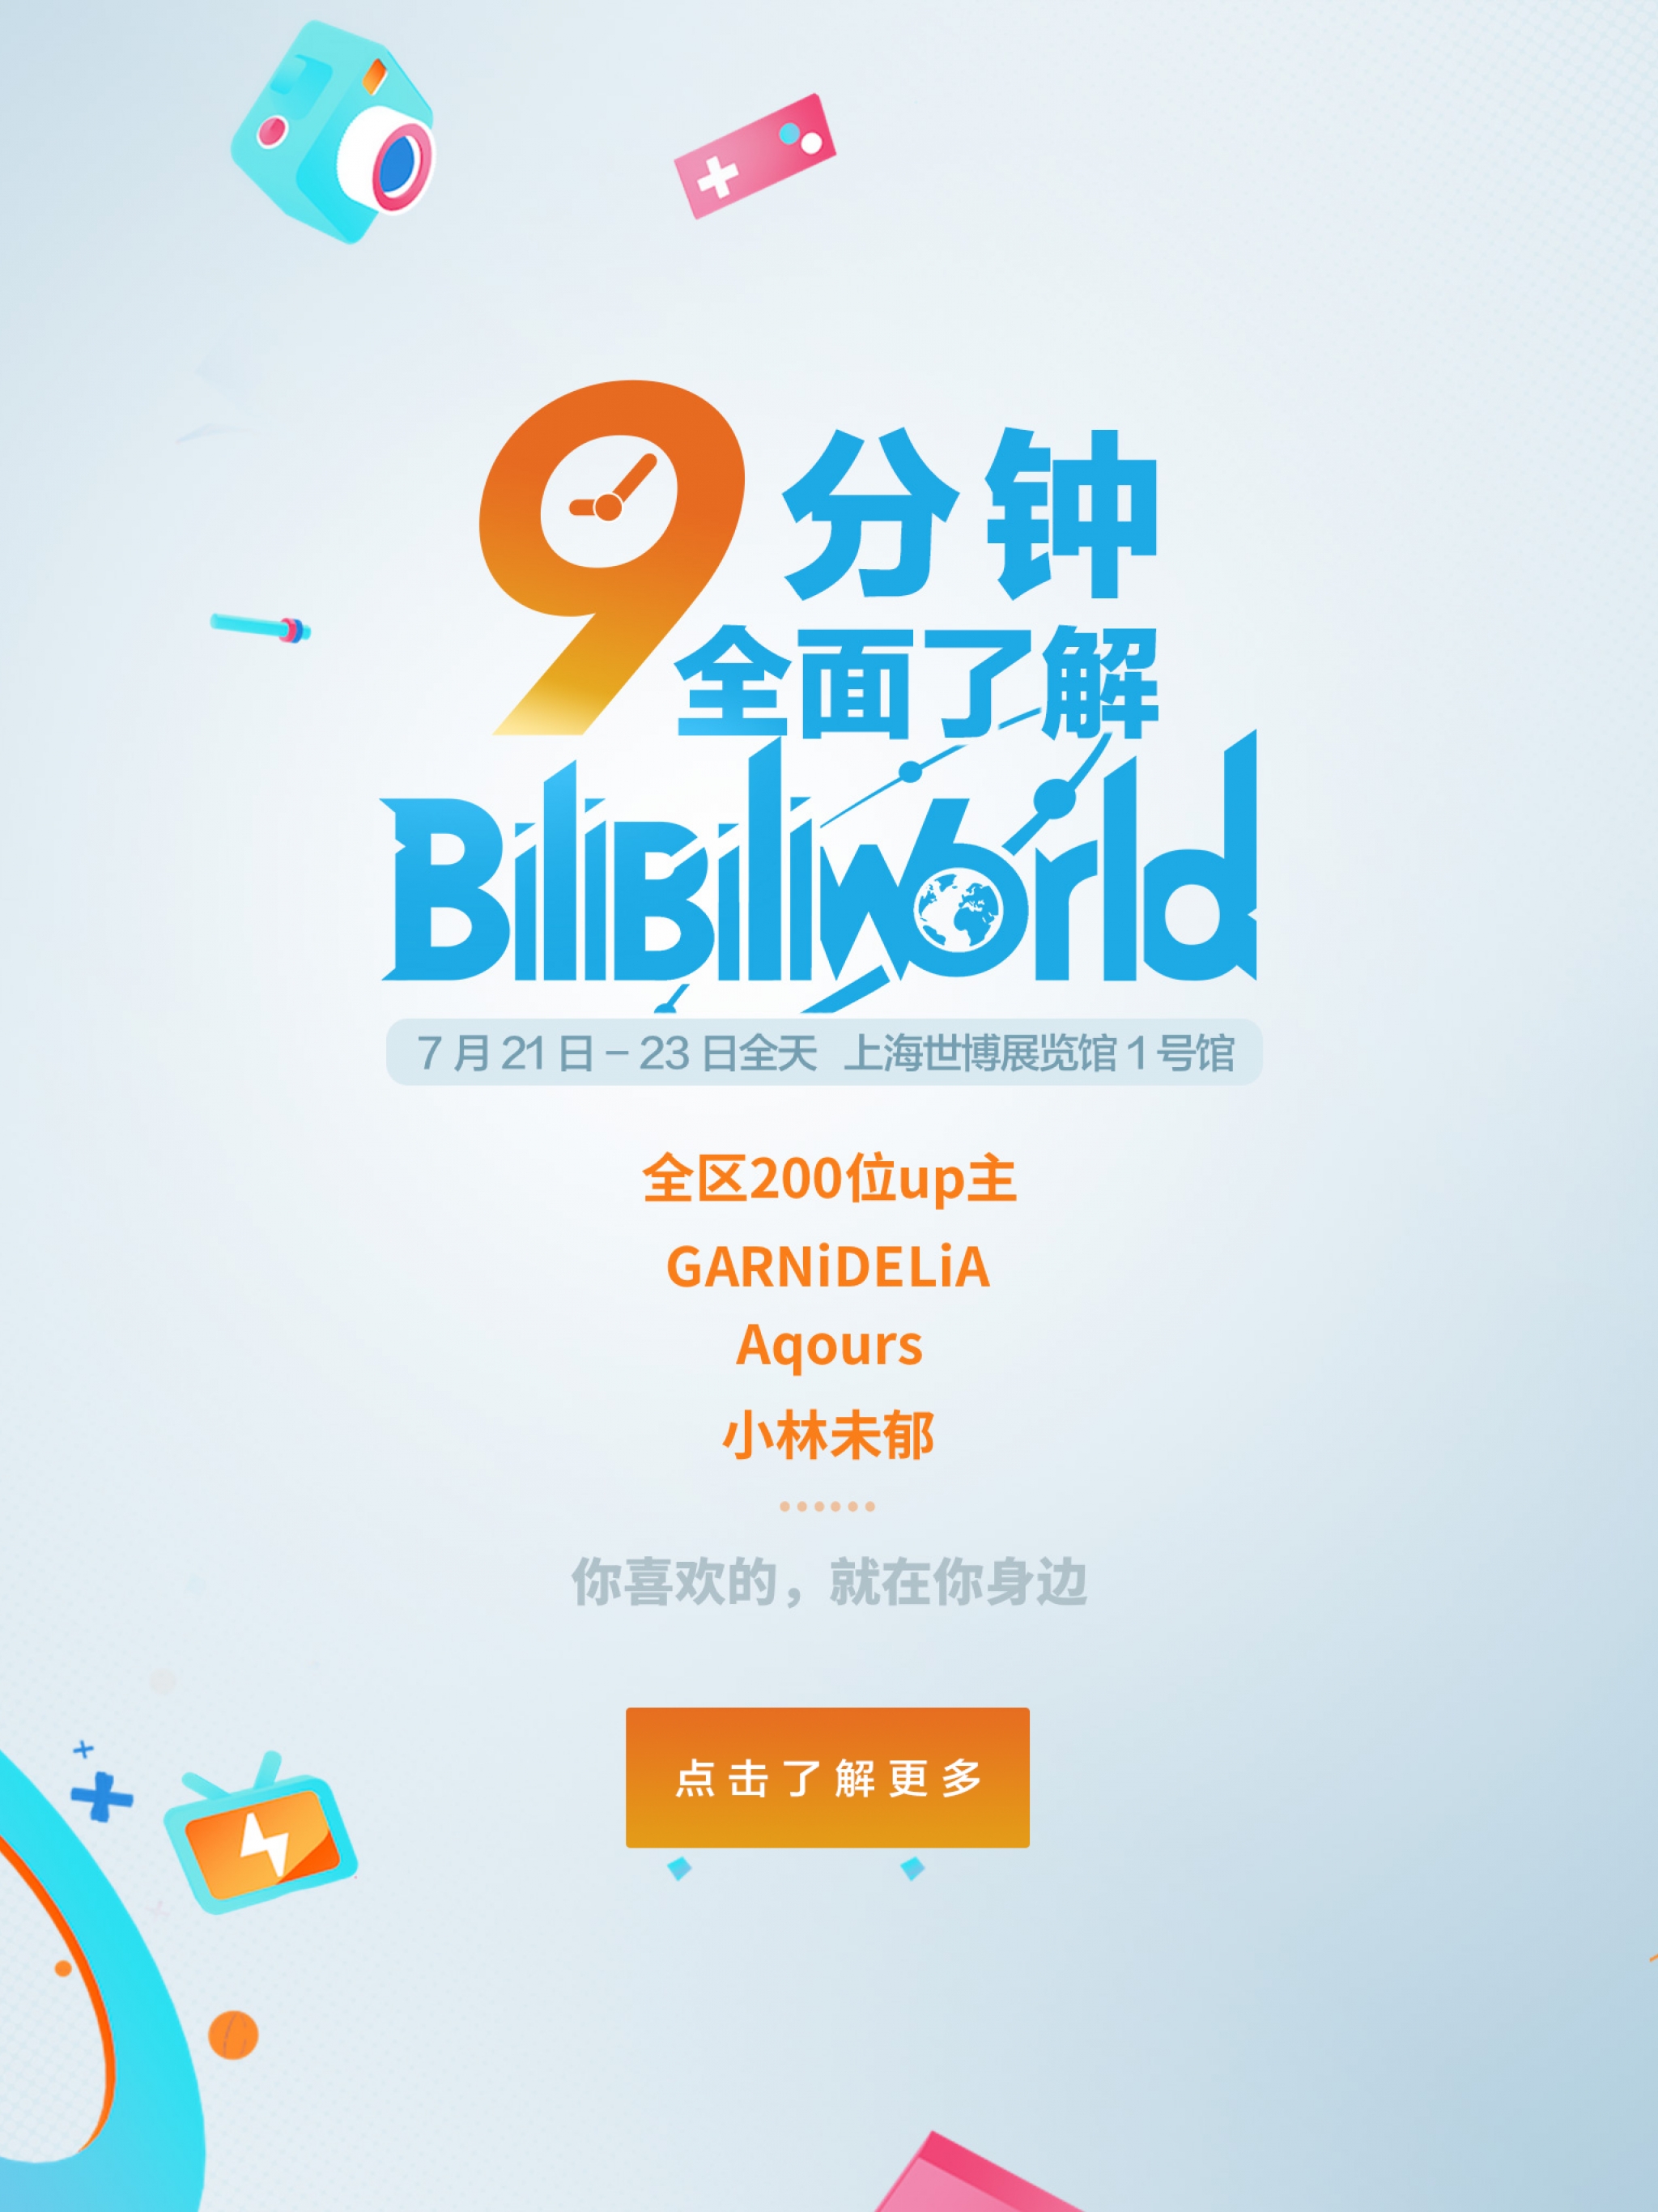 9分钟
全面了解
BiliBiliworld
7月21日–23日全天 上海世博展览馆1号馆
全区200位up主
GARNiDELiA
Aqours
小林未郁
••••••
你喜欢的，就在你身边
点击了解更多